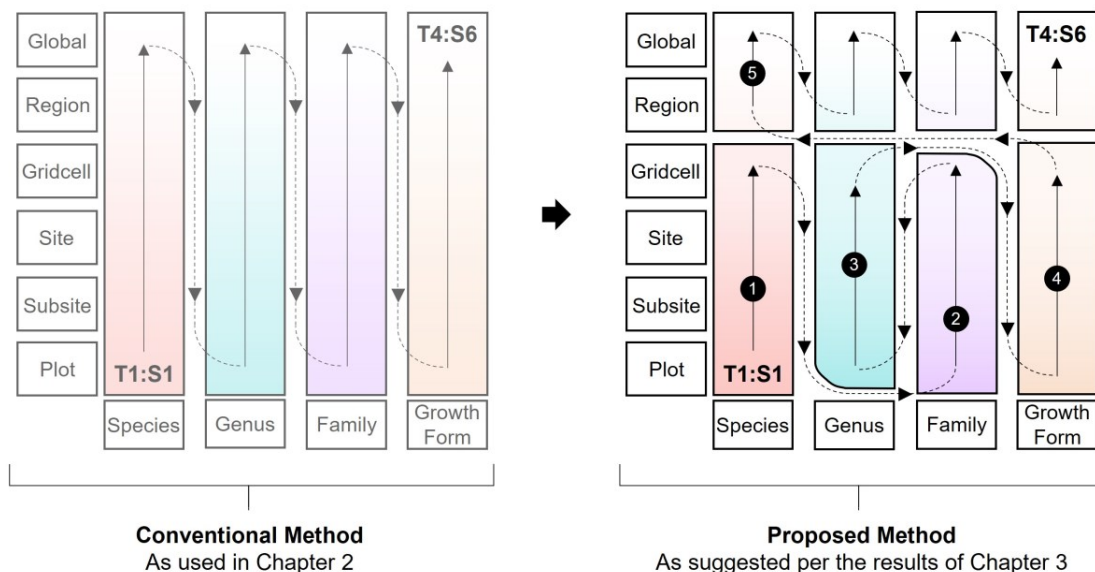 Global
Region
Gridcell
Site
Subsite
Plot
T4:S6
T1:S1
Species
Genus
Family
Growth
Form
Conventional Method
As used in Chapter 2
Global
Region
Gridcell
Site
Subsite
Plot
T4:S6
5
3
1
4
2
T1:S1
Species
Genus
Family
Growth
Form
Proposed Method
As suggested per the results of Chapter 3